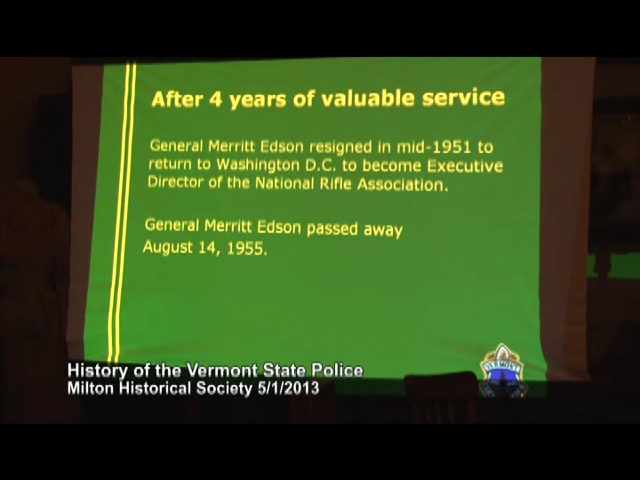 After 4 years of valuable service
General Merritt Edson resigned in mid-1951 to
return to Washington D.C. to become Executive
Director of the National Rifle Association.
General Merritt Edson passed away
August 14, 1955.
VERMONT
History of the Vermont State Police
Milton Historical Society 5/1/2013